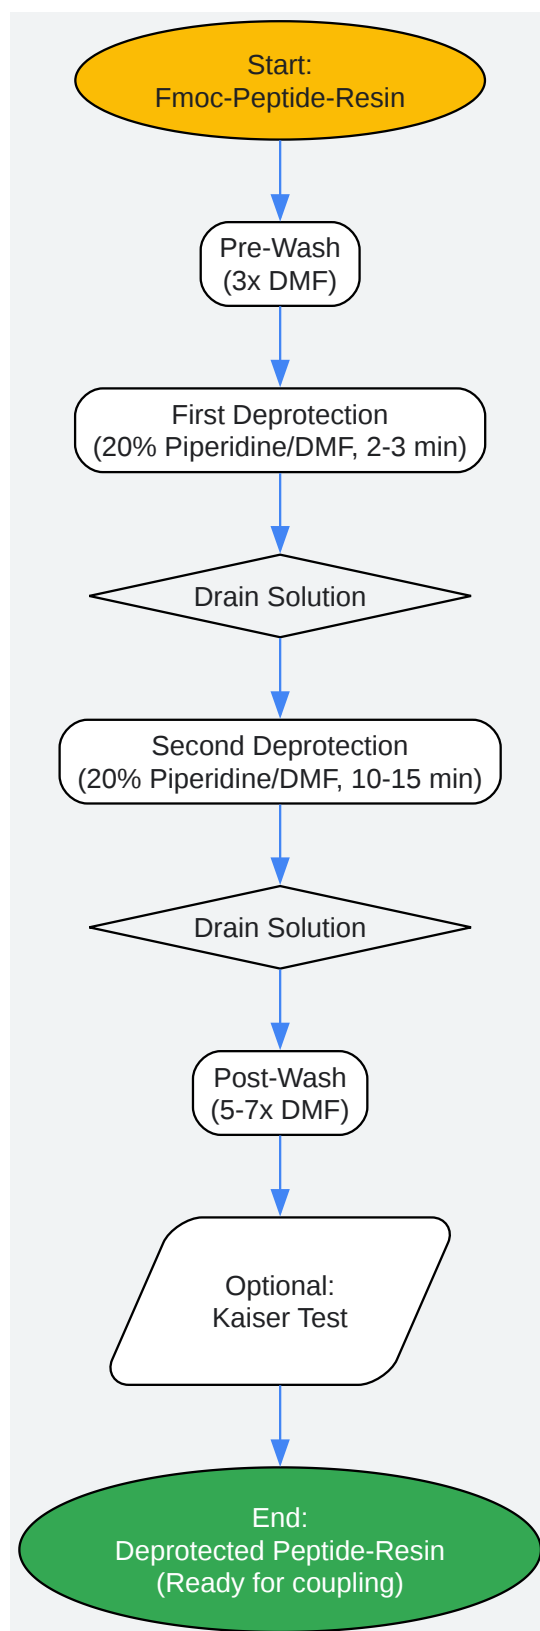 Start:
Fmoc-Peptide-Resin
Pre-Wash
(3x DMF)
First Deprotection
(20% Piperidine/DMF, 2-3 min)
Drain Solution
Second Deprotection
(20% Piperidine/DMF, 10-15 min)
Drain Solution
Post-Wash
(5-7x DMF)
Optional:
Kaiser Test
End:
Deprotected Peptide-Resin
(Ready for coupling)